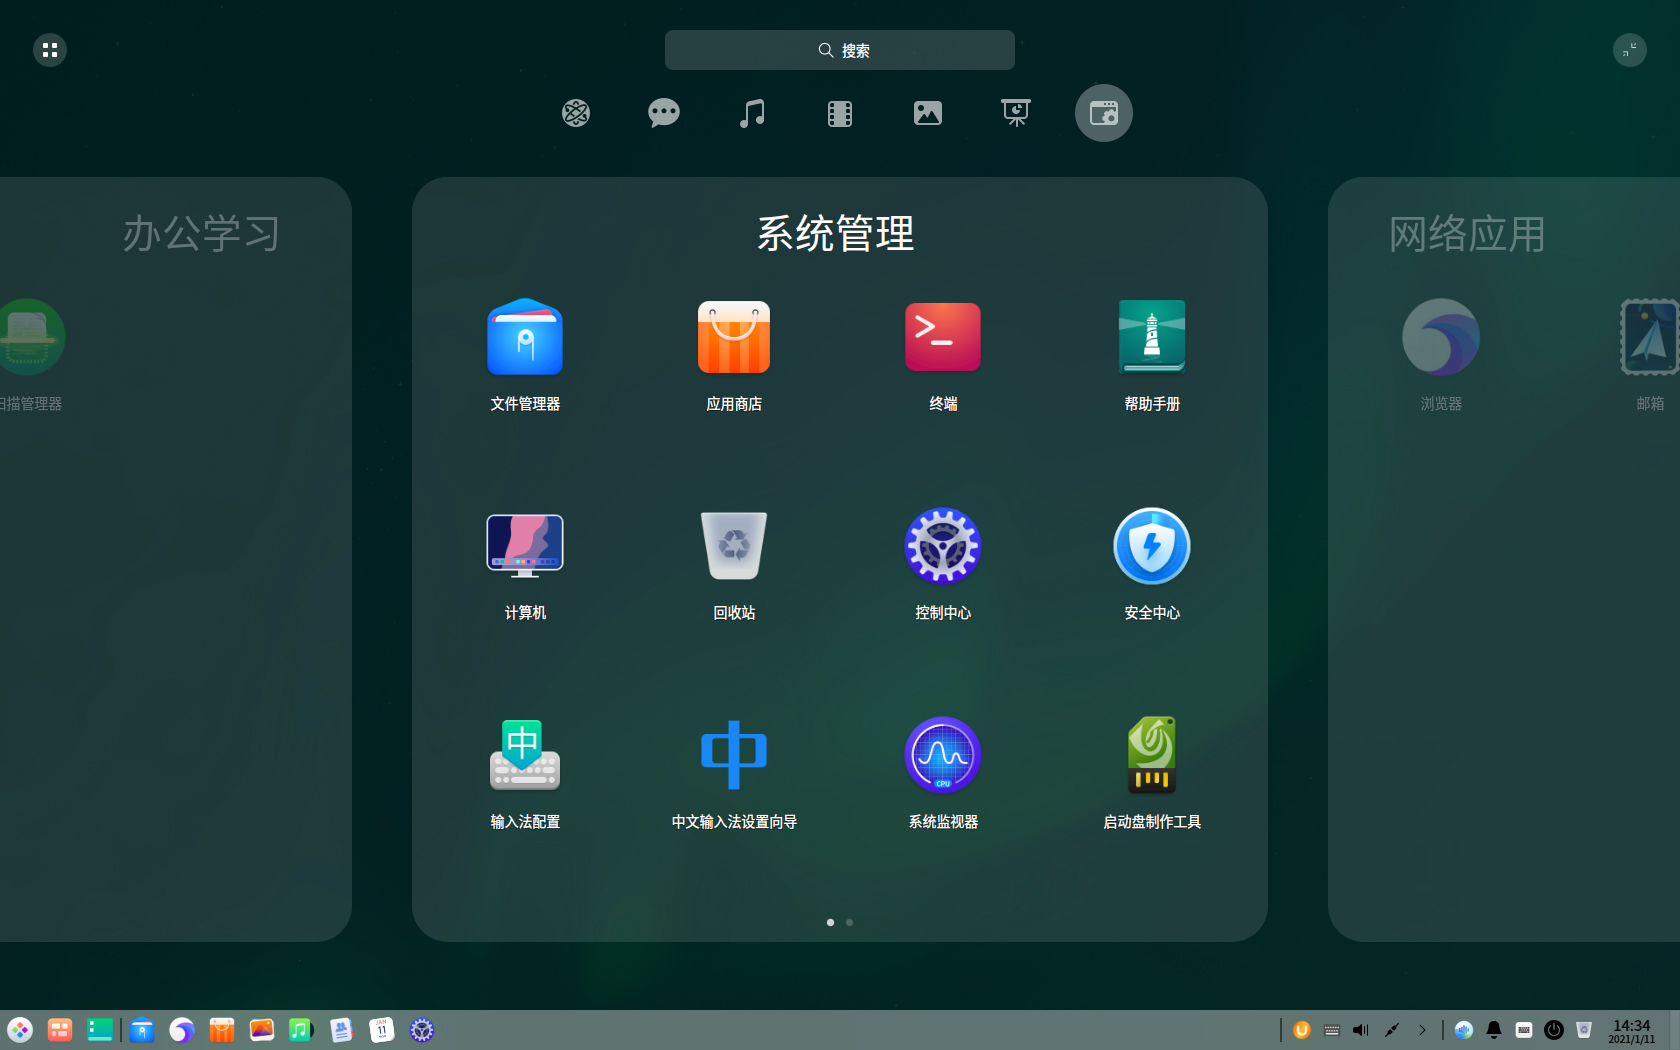 搜索
办公学习
系统管理
网络应用
扫描管理器
文件管理器
应用商店
终端
帮助手册
浏览器
邮箱
计算机
回收站
控制中心
安全中心
中
CPU
输入法配置
中文输入法设置向导
系统监视器
启动盘制作工具
JAN
11
14:34
2021/1/11